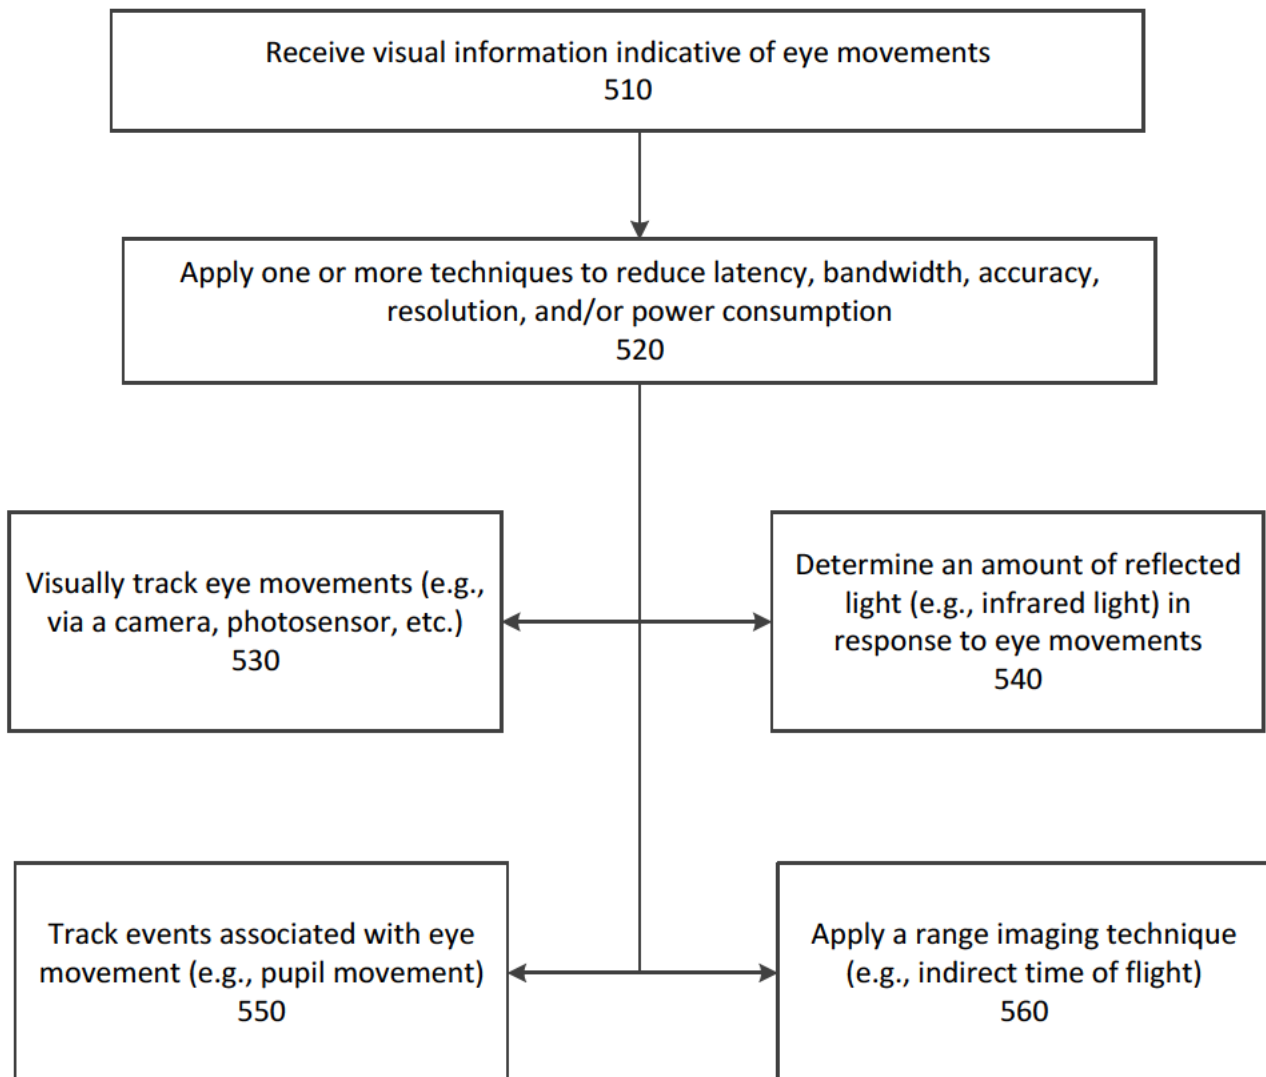 Receive visual information indicative of eye movements
510
Apply one or more techniques to reduce latency, bandwidth, accuracy,
resolution, and/or power consumption
520
Visually track eye movements (e.g.,
via a camera, photosensor, etc.)
530
Determine an amount of reflected
light (e.g., infrared light) in
response to eye movements
540
Track events associated with eye
movement (e.g., pupil movement)
550
Apply a range imaging technique
(e.g., indirect time of flight)
560